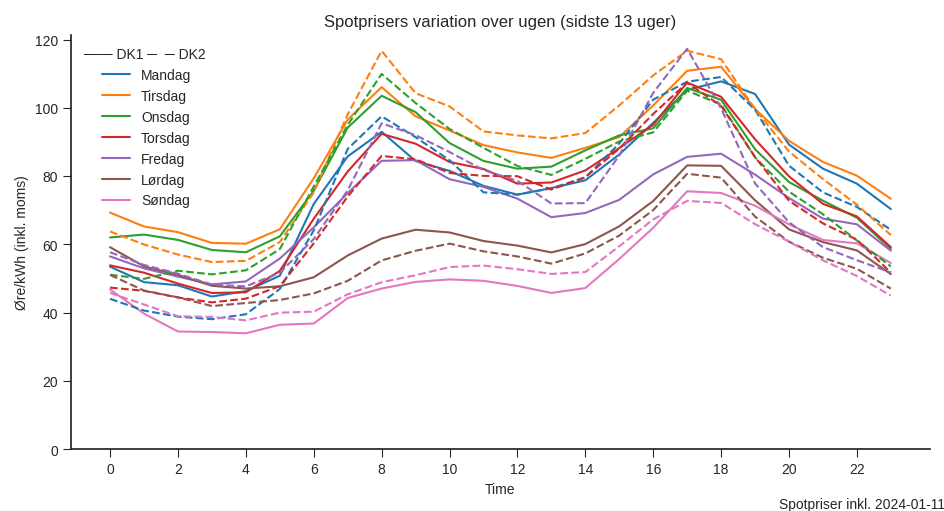 Spotprisers variation over ugen (sidste 13 uger)
DK1 DK2
Mandag
Tirsdag
Onsdag
Torsdag
Fredag
Lørdag
Søndag
Øre/kWh (inkl. moms)
120
100
80
60
40
20
0
0 2 4 6 8 10 12 14 16 18 20 22
Time
Spotpriser inkl. 2024-01-11